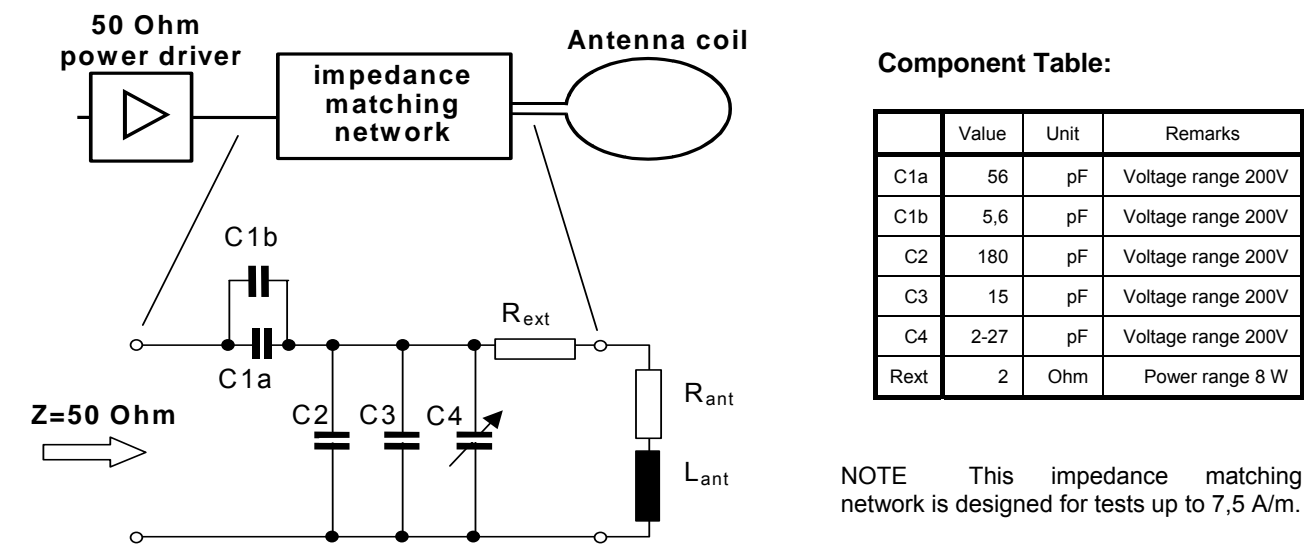 50 Ohm
power driver
impedance
matching
network
Antenna coil
C1b
C1a
Rext
Z=50 Ohm
C2
C3
C4
Rant
Lant
Component Table:
Value Unit Remarks
C1a 56 pF Voltage range 200V
C1b 5,6 pF Voltage range 200V
C2 180 pF Voltage range 200V
C3 15 pF Voltage range 200V
C4 2-27 pF Voltage range 200V
Rext 2 Ohm Power range 8 W
NOTE This impedance matching
network is designed for tests up to 7,5 A/m.